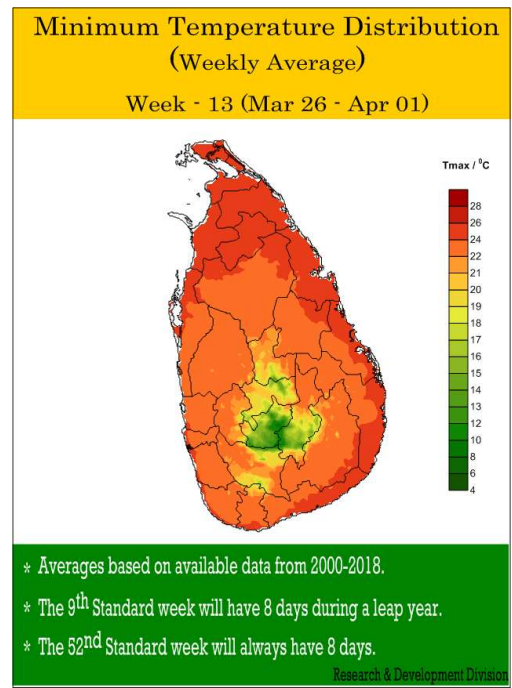 Minimum Temperature Distribution
(Weekly Average)
Week - 13 (Mar 26 - Apr 01)
Tmax / ⁰C
28
26
24
22
21
20
19
18
17
16
15
14
13
12
10
8
6
4
* Averages based on available data from 2000-2018.
* The 9th Standard week will have 8 days during a leap year.
* The 52nd Standard week will always have 8 days.
Research & Development Division